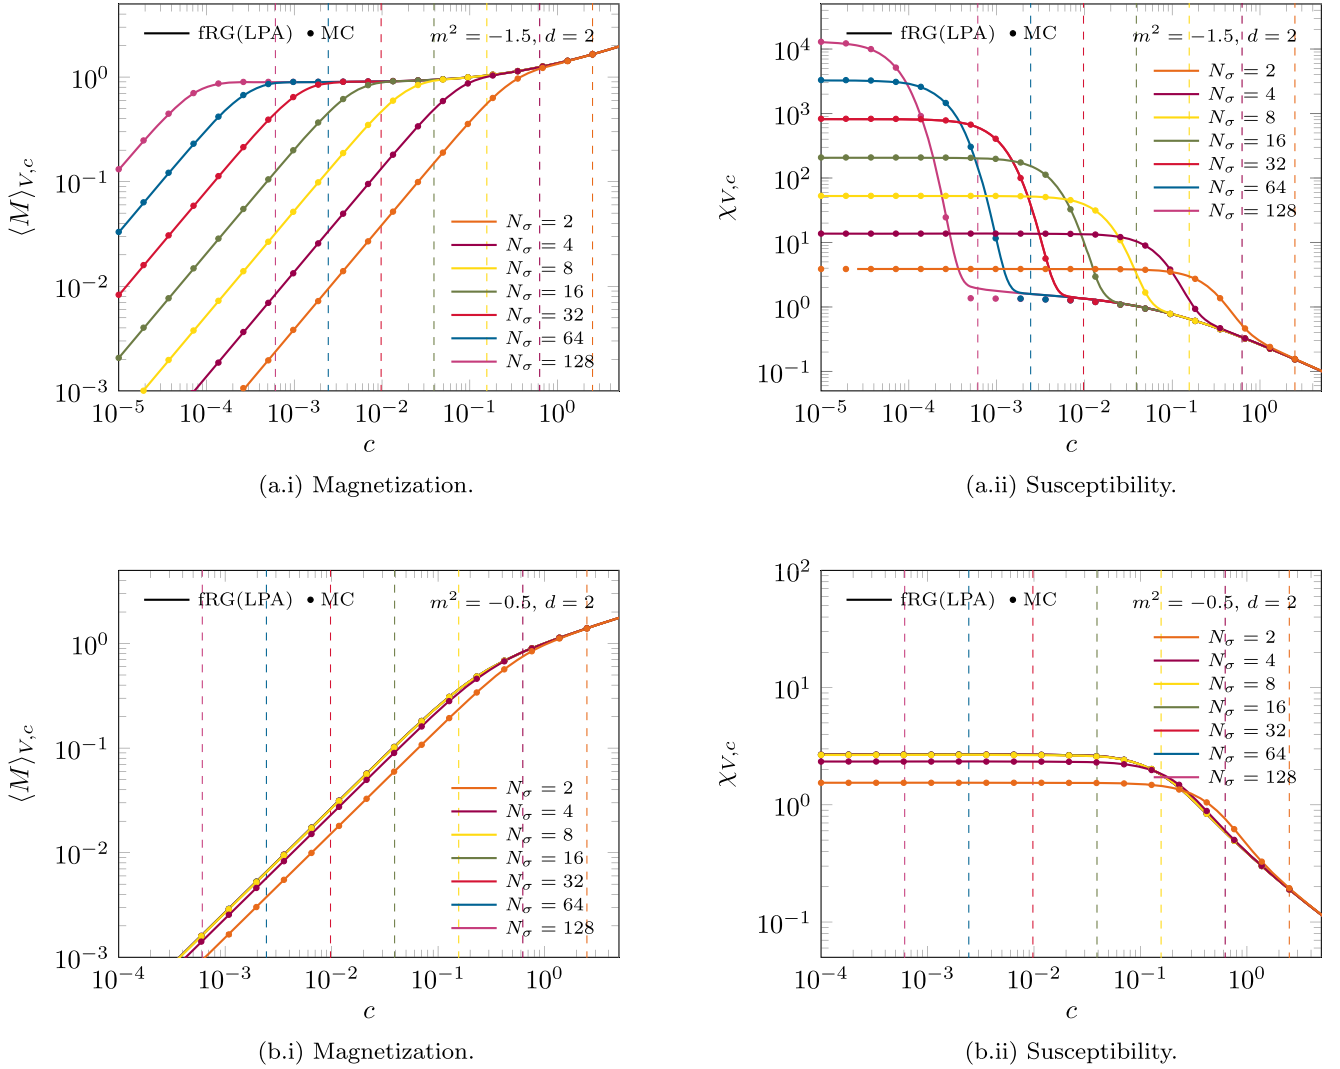 fRG(LPA) MC m² = −1.5, d = 2
10⁰
10⁻¹
10⁻²
10⁻³
⟨M⟩V,c
Nσ = 2
Nσ = 4
Nσ = 8
Nσ = 16
Nσ = 32
Nσ = 64
Nσ = 128
10⁻⁵ 10⁻⁴ 10⁻³ 10⁻² 10⁻¹ 10⁰
c
(a.i) Magnetization.
fRG(LPA) MC m² = −1.5, d = 2
10⁴
10³
10²
10¹
10⁰
10⁻¹
χV,c
Nσ = 2
Nσ = 4
Nσ = 8
Nσ = 16
Nσ = 32
Nσ = 64
Nσ = 128
10⁻⁵ 10⁻⁴ 10⁻³ 10⁻² 10⁻¹ 10⁰
c
(a.ii) Susceptibility.
fRG(LPA) MC m² = −0.5, d = 2
10⁰
10⁻¹
10⁻²
10⁻³
⟨M⟩V,c
Nσ = 2
Nσ = 4
Nσ = 8
Nσ = 16
Nσ = 32
Nσ = 64
Nσ = 128
10⁻⁴ 10⁻³ 10⁻² 10⁻¹ 10⁰
c
(b.i) Magnetization.
fRG(LPA) MC m² = −0.5, d = 2
10²
10¹
10⁰
10⁻¹
χV,c
Nσ = 2
Nσ = 4
Nσ = 8
Nσ = 16
Nσ = 32
Nσ = 64
Nσ = 128
10⁻⁴ 10⁻³ 10⁻² 10⁻¹ 10⁰
c
(b.ii) Susceptibility.